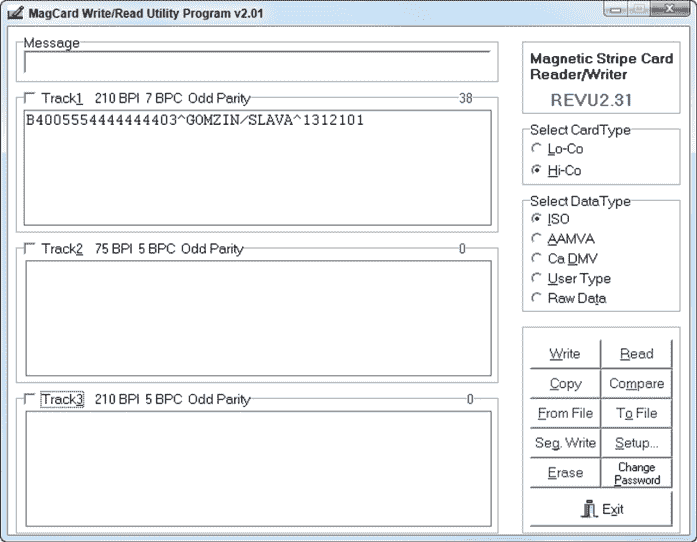 MagCard Write/Read Utility Program v2.01
Message
Track1 210 BPI 7 BPC Odd Parity 38
B4005554444444403^GOMZIN/SLAVA^1312101
Track2 75 BPI 5 BPC Odd Parity 0
Track3 210 BPI 5 BPC Odd Parity 0
Magnetic Stripe Card
Reader/Writer
REVU2.31
Select CardType
Lo-Co
Hi-Co
Select DataType
ISO
AAMVA
Ca DMV
User Type
Raw Data
Write Read
Copy Compare
From File To File
Seg. Write Setup...
Erase Change Password
Exit